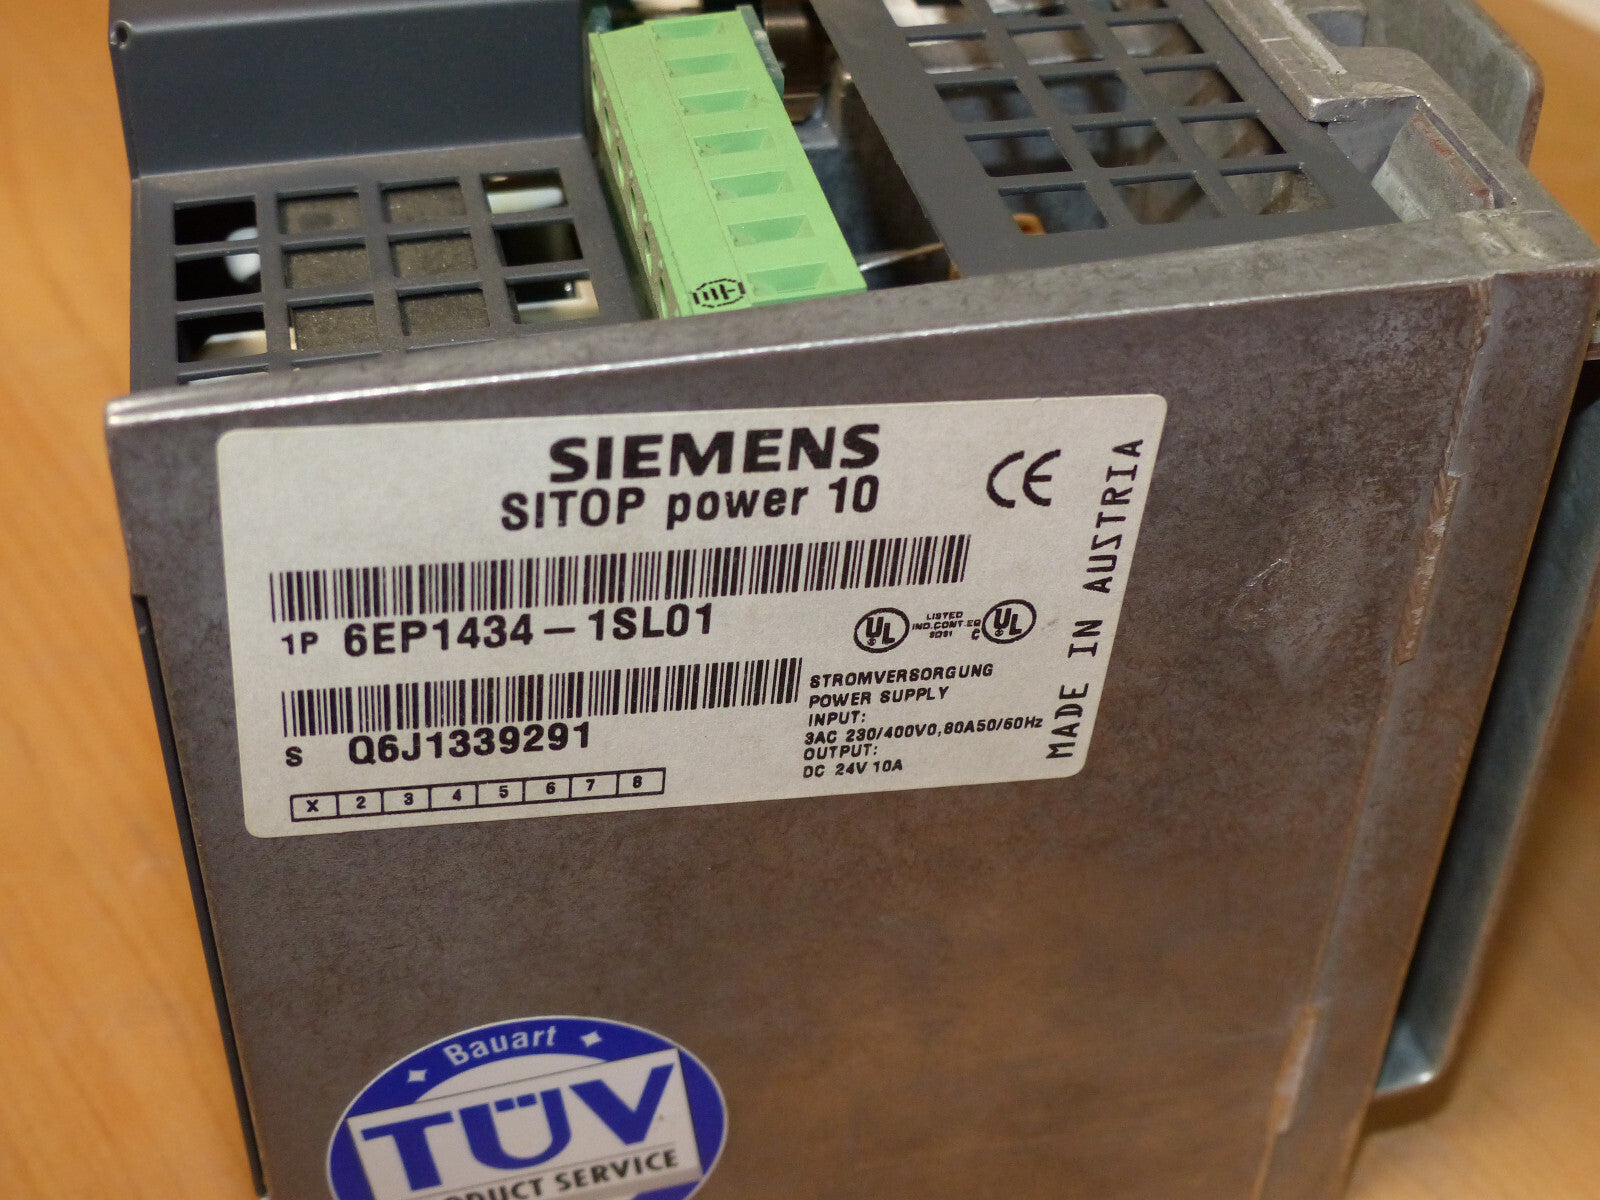 SIEMENS
SITOP power 10
CE
1P 6EP1434-1SL01
UL LISTED UL
IND.CONT.EQ C
S Q6J1339291
STROMVERSORGUNG
POWER SUPPLY
INPUT:
3AC 230/400V0,80A50/60Hz
OUTPUT:
DC 24V 10A
X 2 3 4 5 6 7 8
MADE IN AUSTRIA
Bauart
TÜV
PRODUCT SERVICE